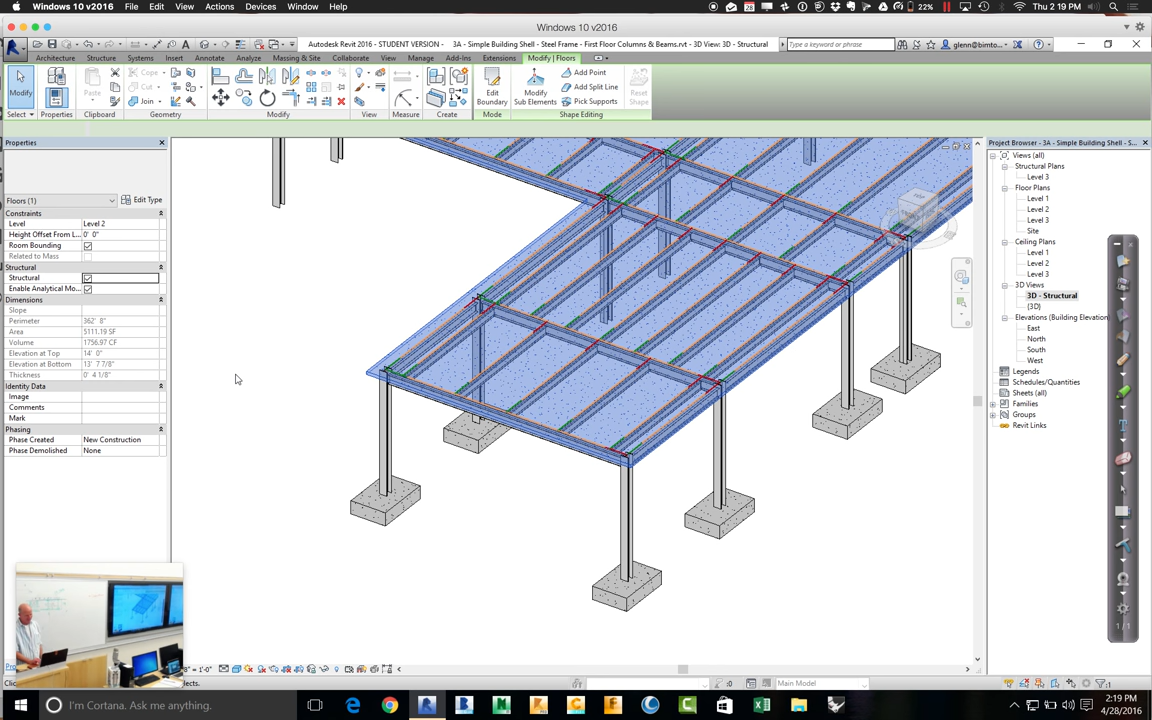 Windows 10 v2016 File Edit View Actions Devices Window Help
28 22% Thu 2:19 PM
Windows 10 v2016
Autodesk Revit 2016 - STUDENT VERSION - 3A - Simple Building Shell - Steel Frame - First Floor Columns & Beams.rvt - 3D View: 3D - Structural
Type a keyword or phrase
glenn@bimto...
Architecture Structure Systems Insert Annotate Analyze Massing & Site Collaborate View Manage Add-Ins Extensions Modify | Floors
Modify
Properties
Paste
Cope
Cut
Join
Edit Boundary
Modify Sub Elements
Add Point
Add Split Line
Pick Supports
Reset Shape
Select Properties Clipboard Geometry Modify View Measure Create Mode Shape Editing
Properties
Floors (1) Edit Type
Constraints
Level Level 2
Height Offset From L... 0' 0"
Room Bounding
Related to Mass
Structural
Structural
Enable Analytical Mo...
Dimensions
Slope
Perimeter 362' 8"
Area 5111.19 SF
Volume 1756.97 CF
Elevation at Top 14' 0"
Elevation at Bottom 13' 7 7/8"
Thickness 0' 4 1/8"
Identity Data
Image
Comments
Mark
Phasing
Phase Created New Construction
Phase Demolished None
Project Browser - 3A - Simple Building Shell - S...
Views (all)
Structural Plans
Level 3
Floor Plans
Level 1
Level 2
Level 3
Site
Ceiling Plans
Level 1
Level 2
Level 3
3D Views
3D - Structural
{3D}
Elevations (Building Elevation)
East
North
South
West
Legends
Schedules/Quantities
Sheets (all)
Families
Groups
Revit Links
1 / 1
= 1'-0"
:0
Main Model
:1
I'm Cortana. Ask me anything.
2:19 PM
4/28/2016